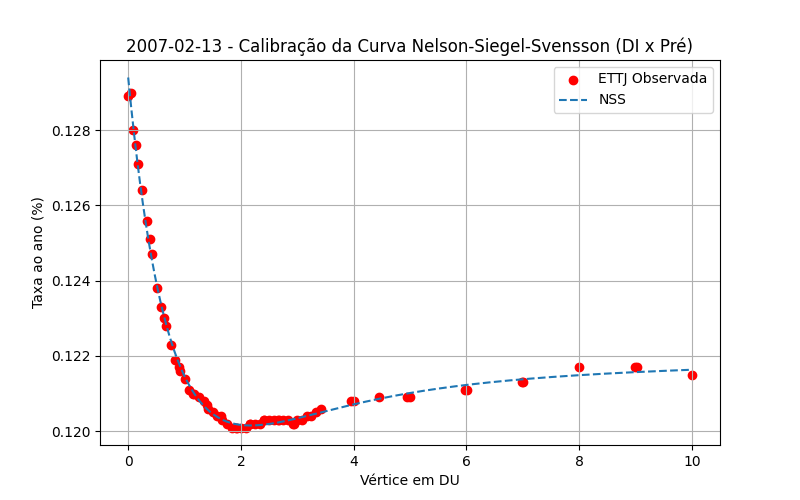 2007-02-13 - Calibração da Curva Nelson-Siegel-Svensson (DI x Pré)
ETTJ Observada
NSS
Taxa ao ano (%)
0.128
0.126
0.124
0.122
0.120
0 2 4 6 8 10
Vértice em DU